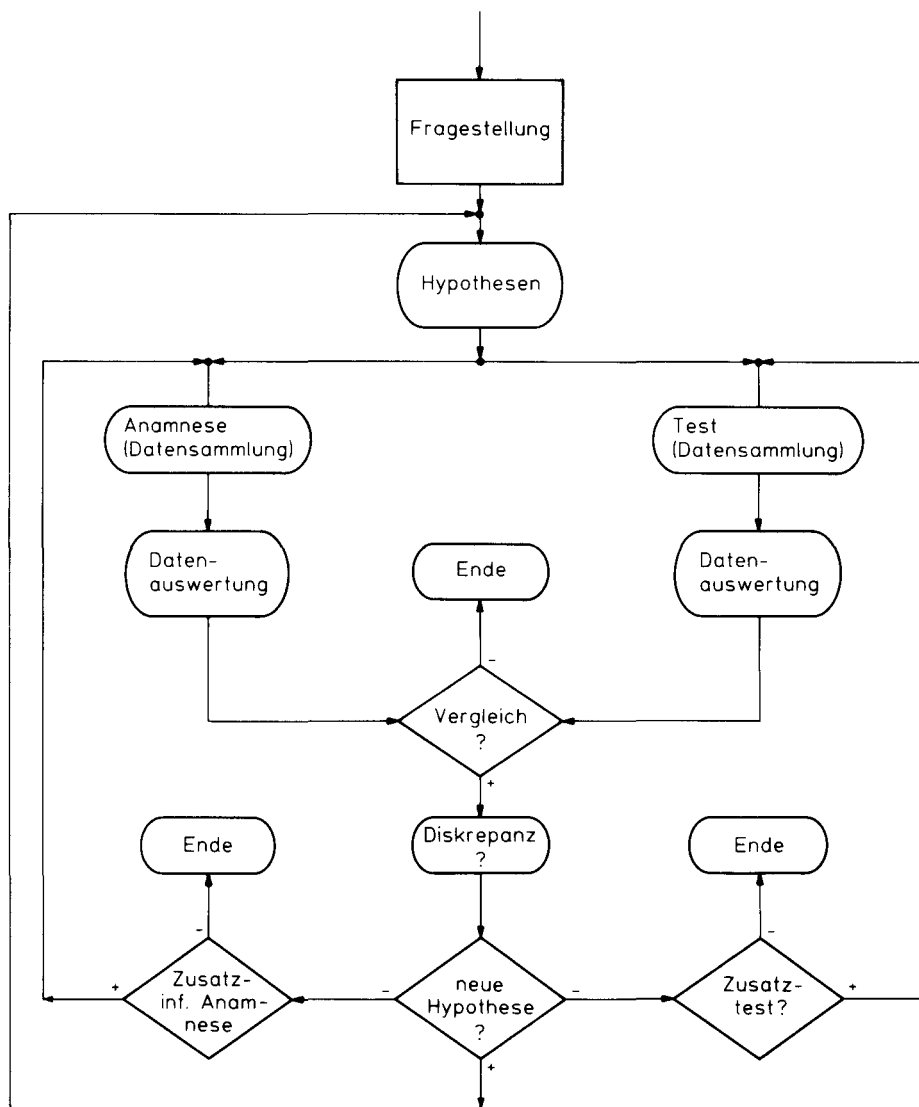 Fragestellung
Hypothesen
Anamnese
(Datensammlung)
Test
(Datensammlung)
Daten-
auswertung
Ende
Daten-
auswertung
-
Vergleich
?
+
Ende
Diskrepanz
?
Ende
-
-
+
Zusatz-
inf. Anam-
nese
-
neue
Hypothese
?
-
Zusatz-
test?
+
+